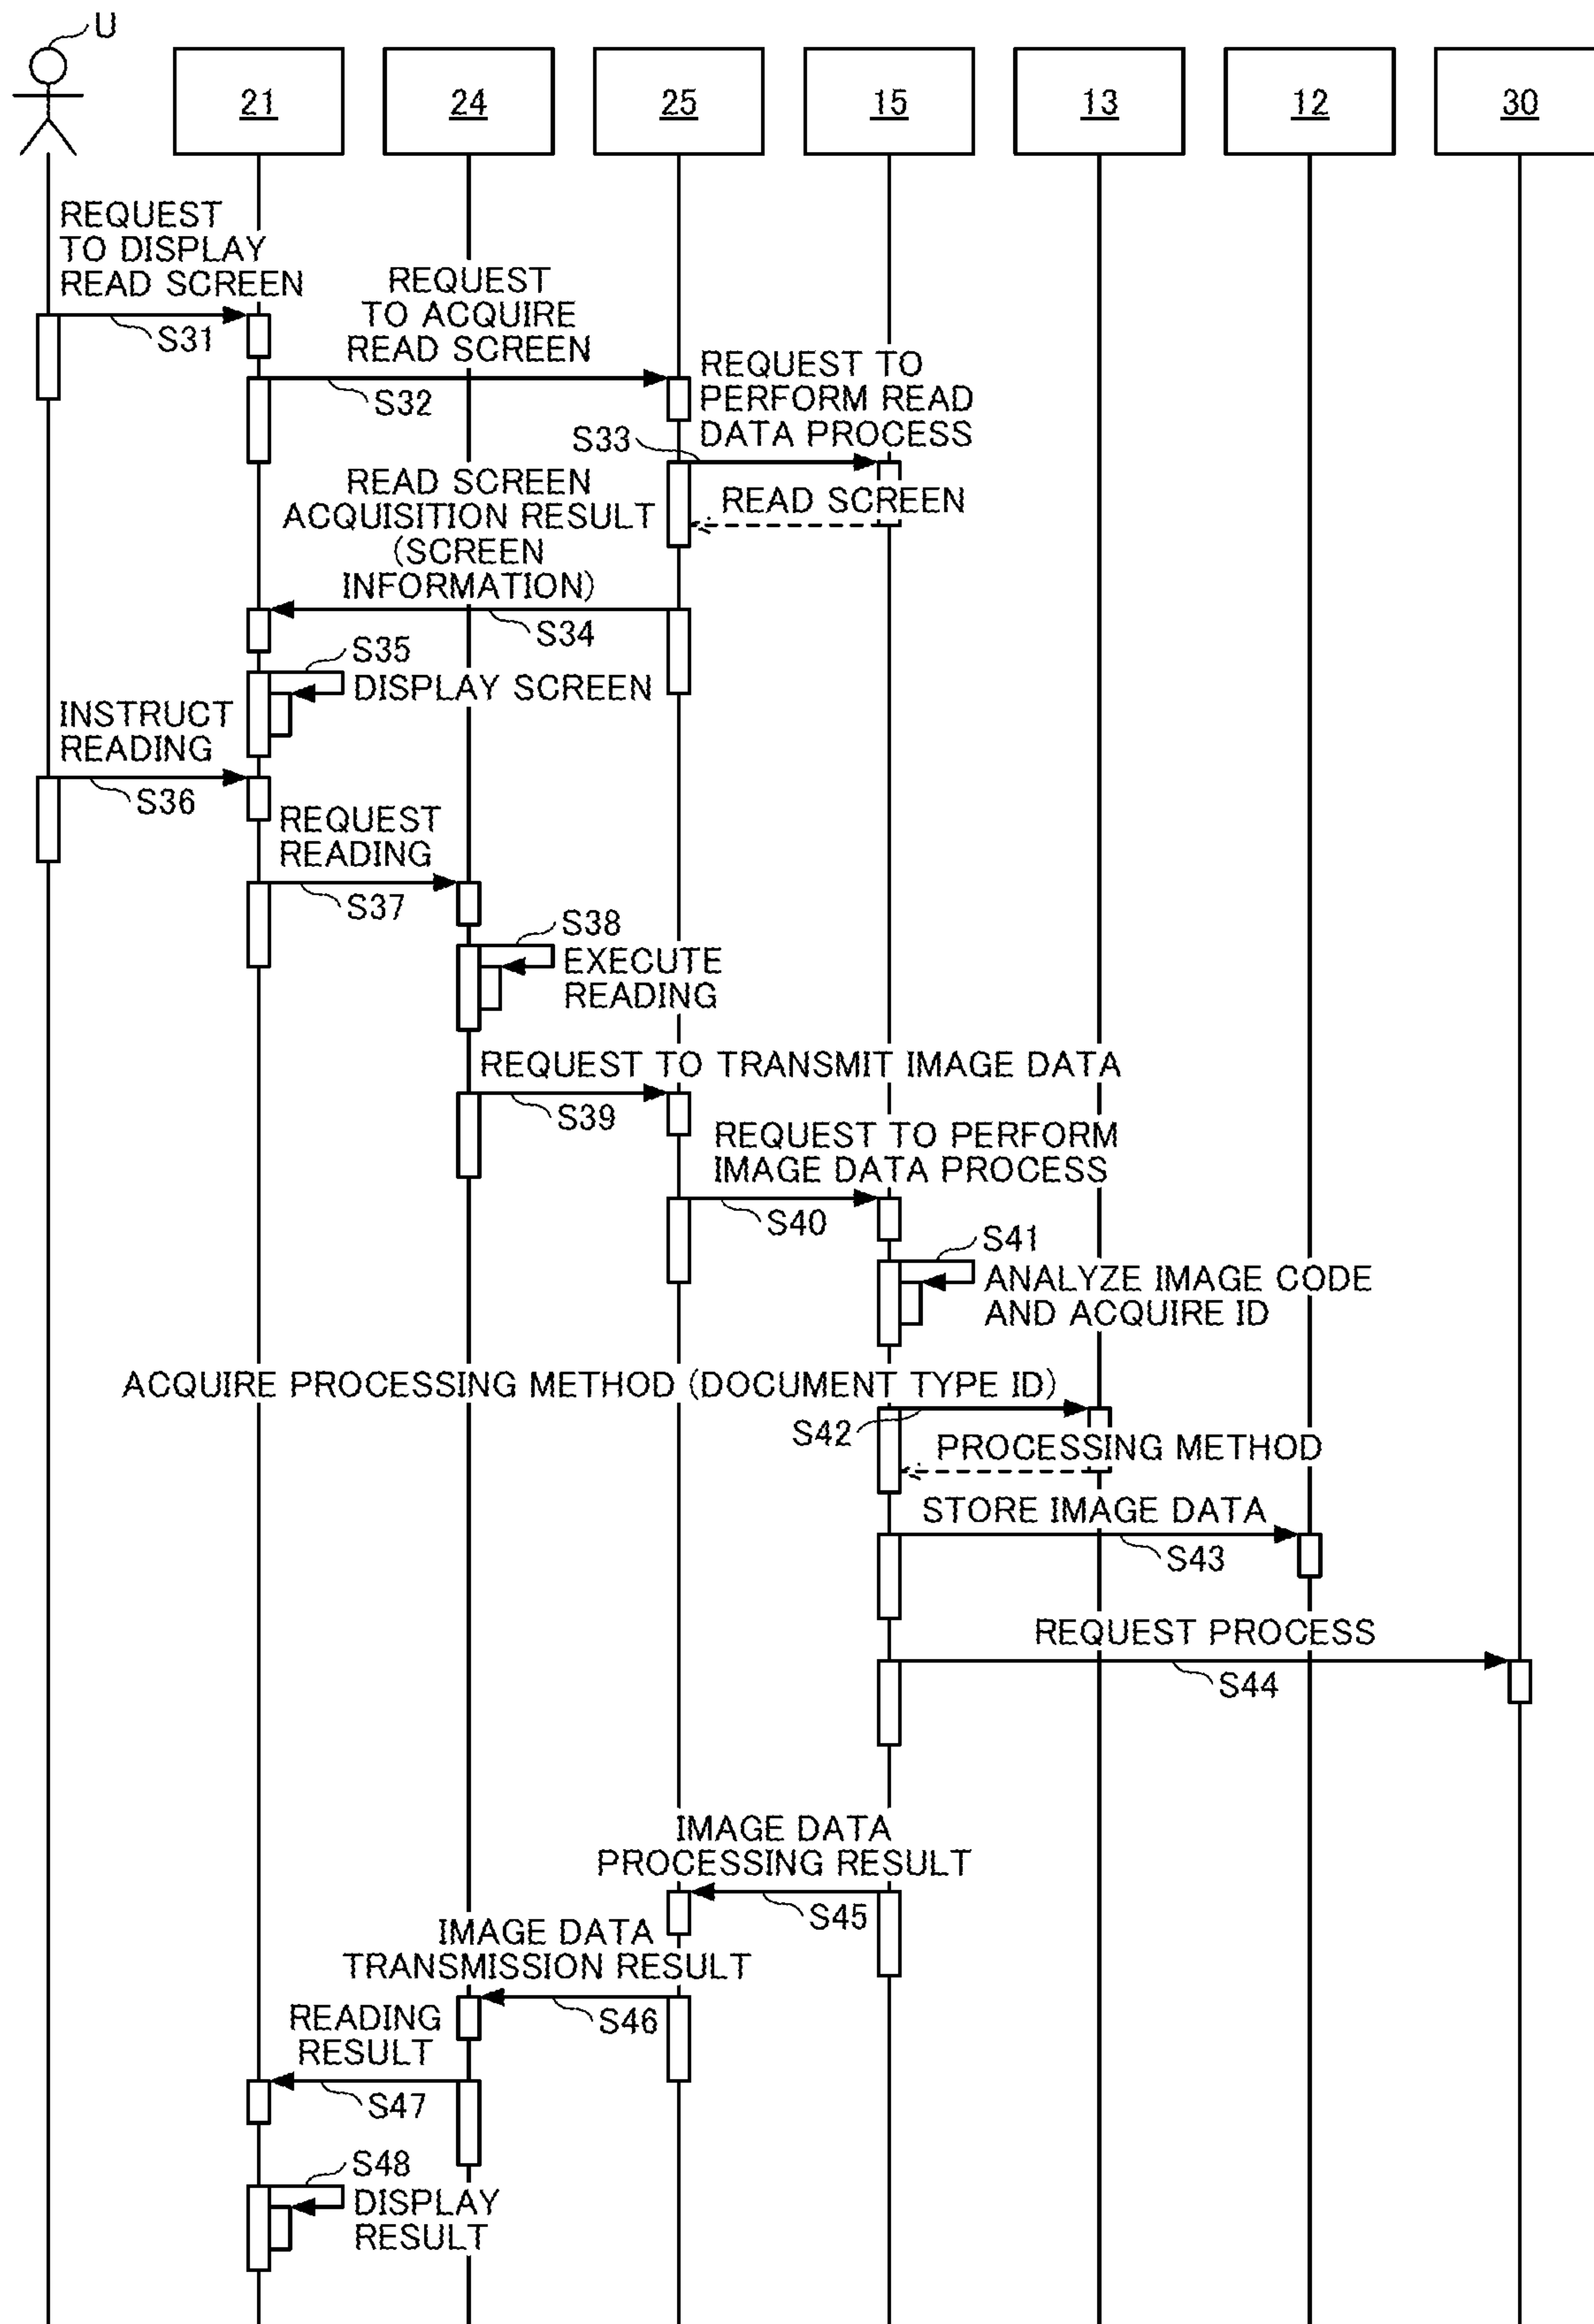 U
21
24
25
15
13
12
30
REQUEST
TO DISPLAY
READ SCREEN
S31
REQUEST
TO ACQUIRE
READ SCREEN
S32
REQUEST TO
PERFORM READ
DATA PROCESS
S33
READ SCREEN
READ SCREEN
ACQUISITION RESULT
(SCREEN
INFORMATION)
S34
S35
DISPLAY SCREEN
INSTRUCT
READING
S36
REQUEST
READING
S37
S38
EXECUTE
READING
REQUEST TO TRANSMIT IMAGE DATA
S39
REQUEST TO PERFORM
IMAGE DATA PROCESS
S40
S41
ANALYZE IMAGE CODE
AND ACQUIRE ID
ACQUIRE PROCESSING METHOD (DOCUMENT TYPE ID)
S42
PROCESSING METHOD
STORE IMAGE DATA
S43
REQUEST PROCESS
S44
IMAGE DATA
PROCESSING RESULT
S45
IMAGE DATA
TRANSMISSION RESULT
S46
READING
RESULT
S47
S48
DISPLAY
RESULT